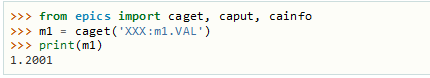 >>> from epics import caget, caput, cainfo
>>> m1 = caget('XXX:m1.VAL')
>>> print(m1)
1.2001